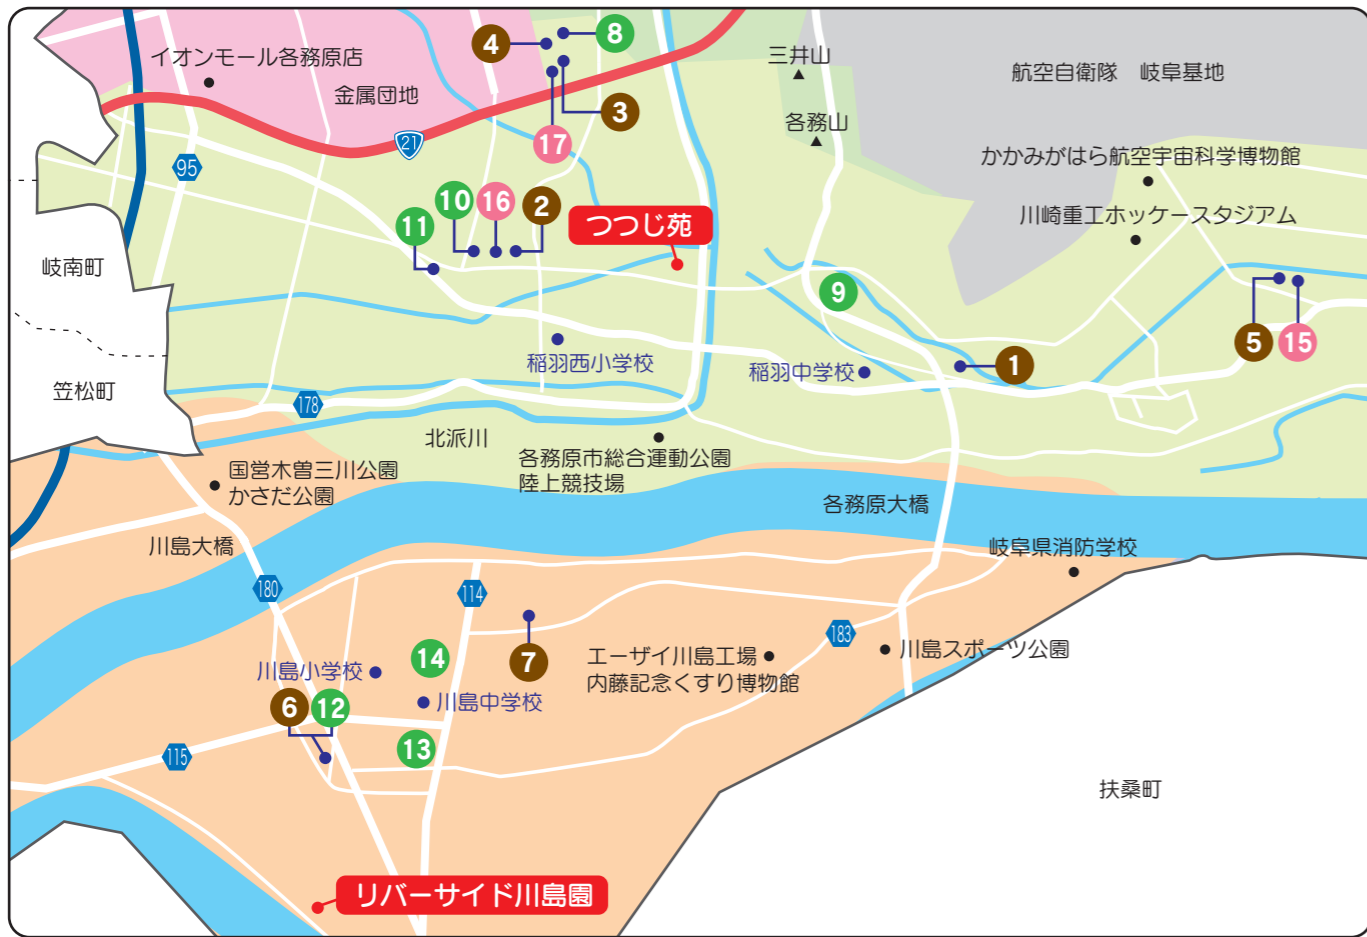 4
8
イオンモール各務原店
三井山
航空自衛隊 岐阜基地
金属団地
3
各務山
21
17
95
かかみがはら航空宇宙科学博物館
10
16
2
11
つつじ苑
川崎重工ホッケースタジアム
岐南町
9
稲羽西小学校
稲羽中学校
1
5
15
笠松町
178
北派川
各務原市総合運動公園
陸上競技場
国営木曽三川公園
かさだ公園
各務原大橋
川島大橋
岐阜県消防学校
180
114
183
14
7
エーザイ川島工場
内藤記念くすり博物館
川島スポーツ公園
川島小学校
川島中学校
6
12
13
115
扶桑町
リバーサイド川島園